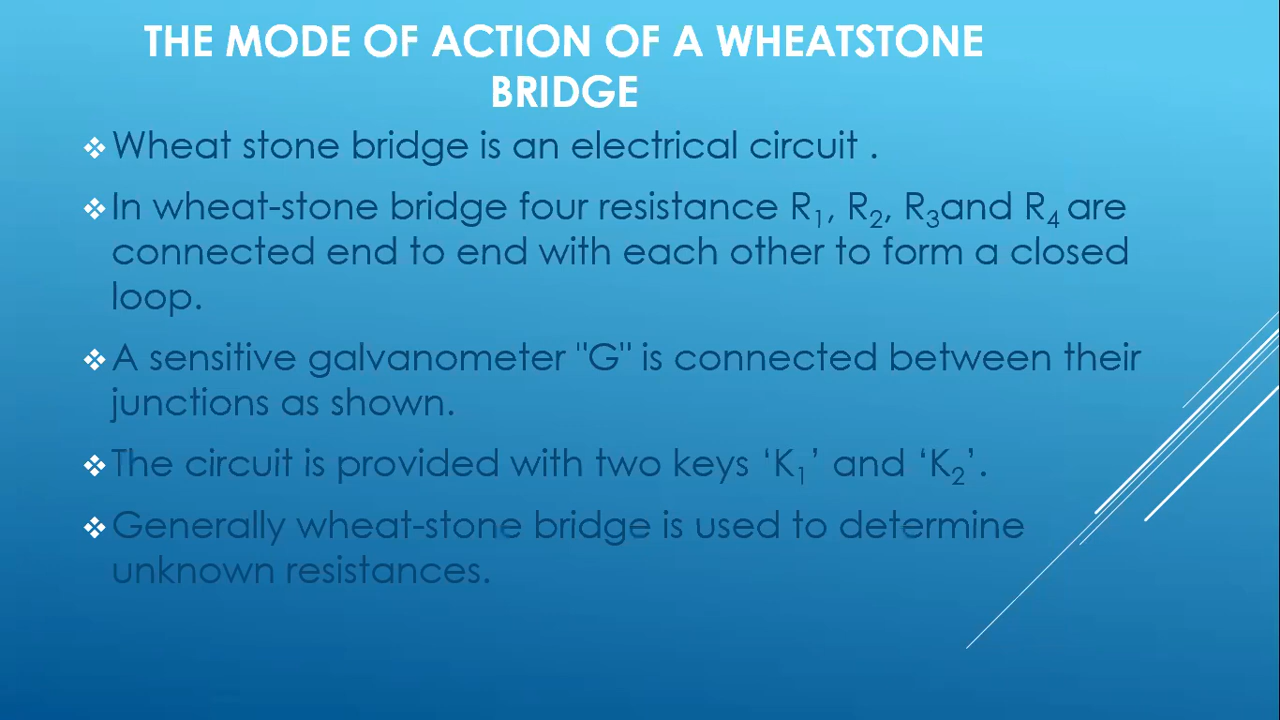 THE MODE OF ACTION OF A WHEATSTONE
BRIDGE
❖Wheat stone bridge is an electrical circuit .
❖In wheat-stone bridge four resistance R₁, R₂, R₃and R₄ are
connected end to end with each other to form a closed
loop.
❖A sensitive galvanometer "G" is connected between their
junctions as shown.
❖The circuit is provided with two keys ‘K₁’ and ‘K₂’.
❖Generally wheat-stone bridge is used to determine
unknown resistances.